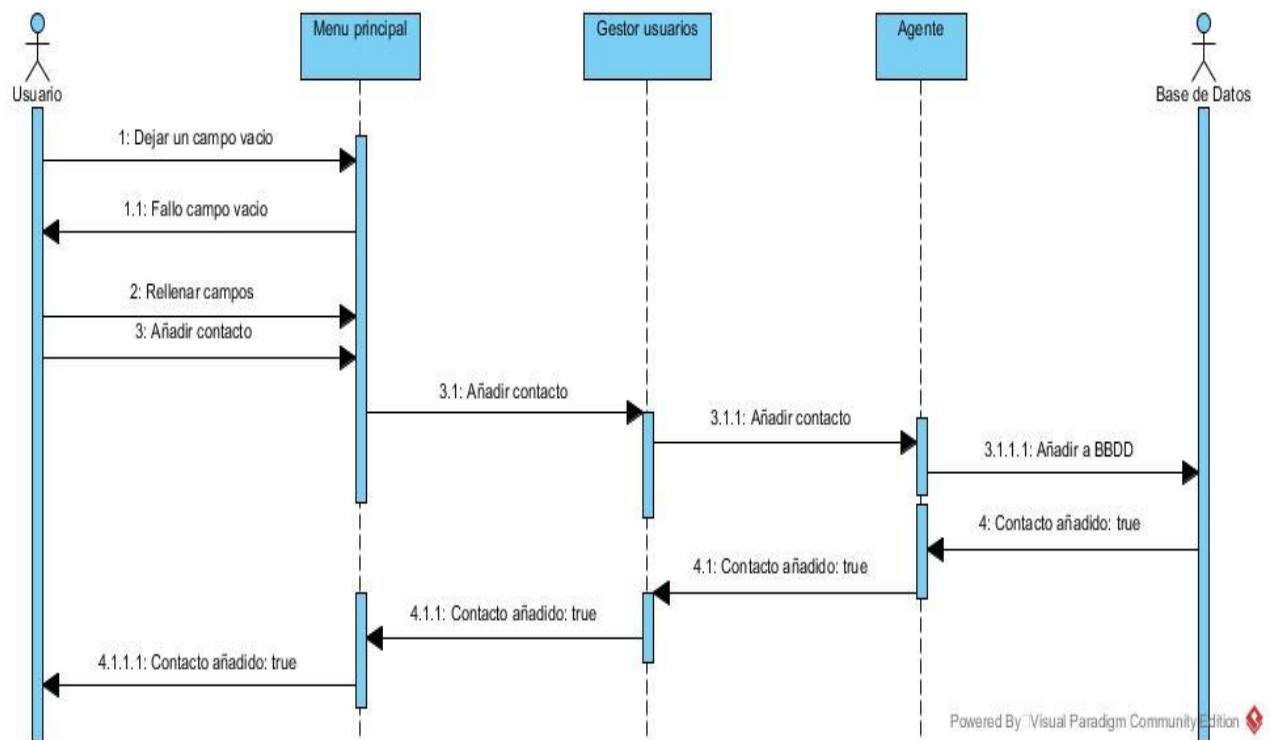 Menu principal
Gestor usuarios
Agente
Usuario
Base de Datos
1: Dejar un campo vacio
1.1: Fallo campo vacio
2: Rellenar campos
3: Añadir contacto
3.1: Añadir contacto
3.1.1: Añadir contacto
3.1.1.1: Añadir a BBDD
4: Contacto añadido: true
4.1: Contacto añadido: true
4.1.1: Contacto añadido: true
4.1.1.1: Contacto añadido: true
Powered By Visual Paradigm Community Edition